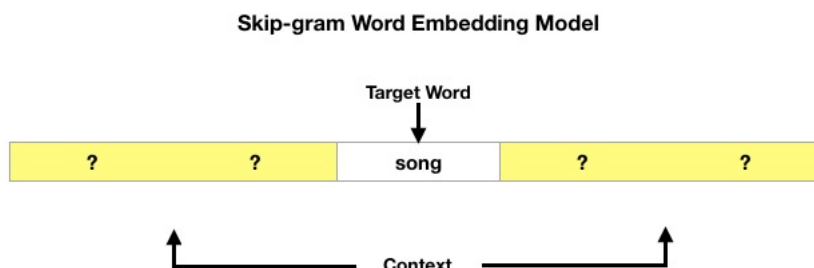 Skip-gram Word Embedding Model
Target Word
? ? song ? ?
Context